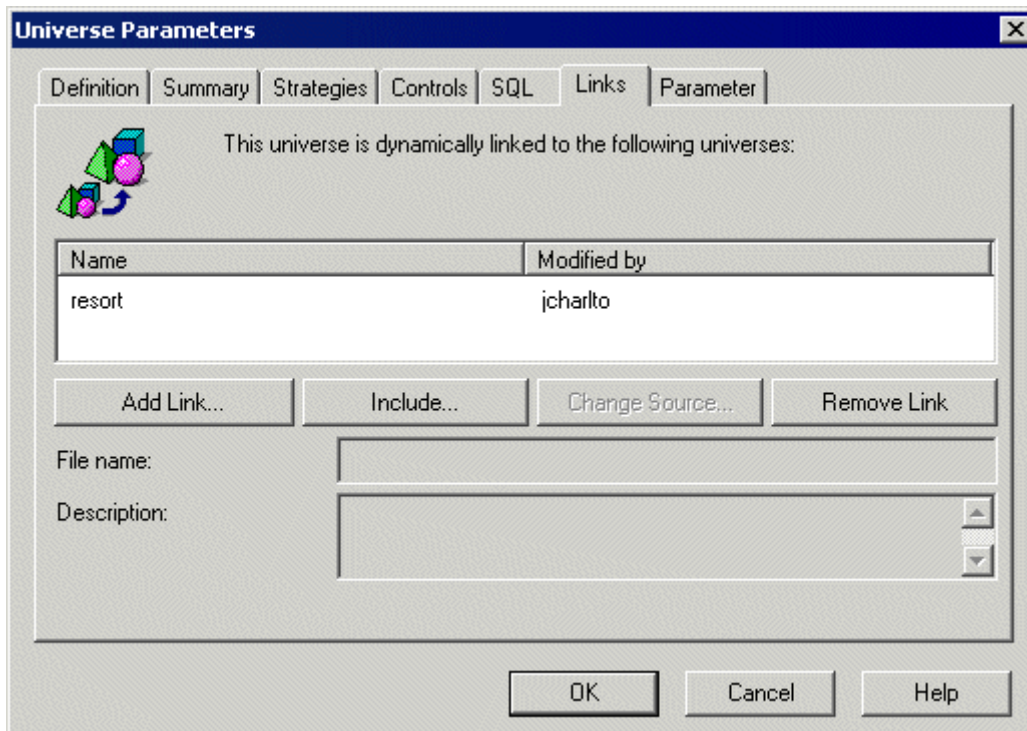 Universe Parameters
Definition Summary Strategies Controls SQL Links Parameter
This universe is dynamically linked to the following universes:
Name Modified by
resort jcharlto
Add Link... Include... Change Source... Remove Link
File name:
Description:
OK Cancel Help